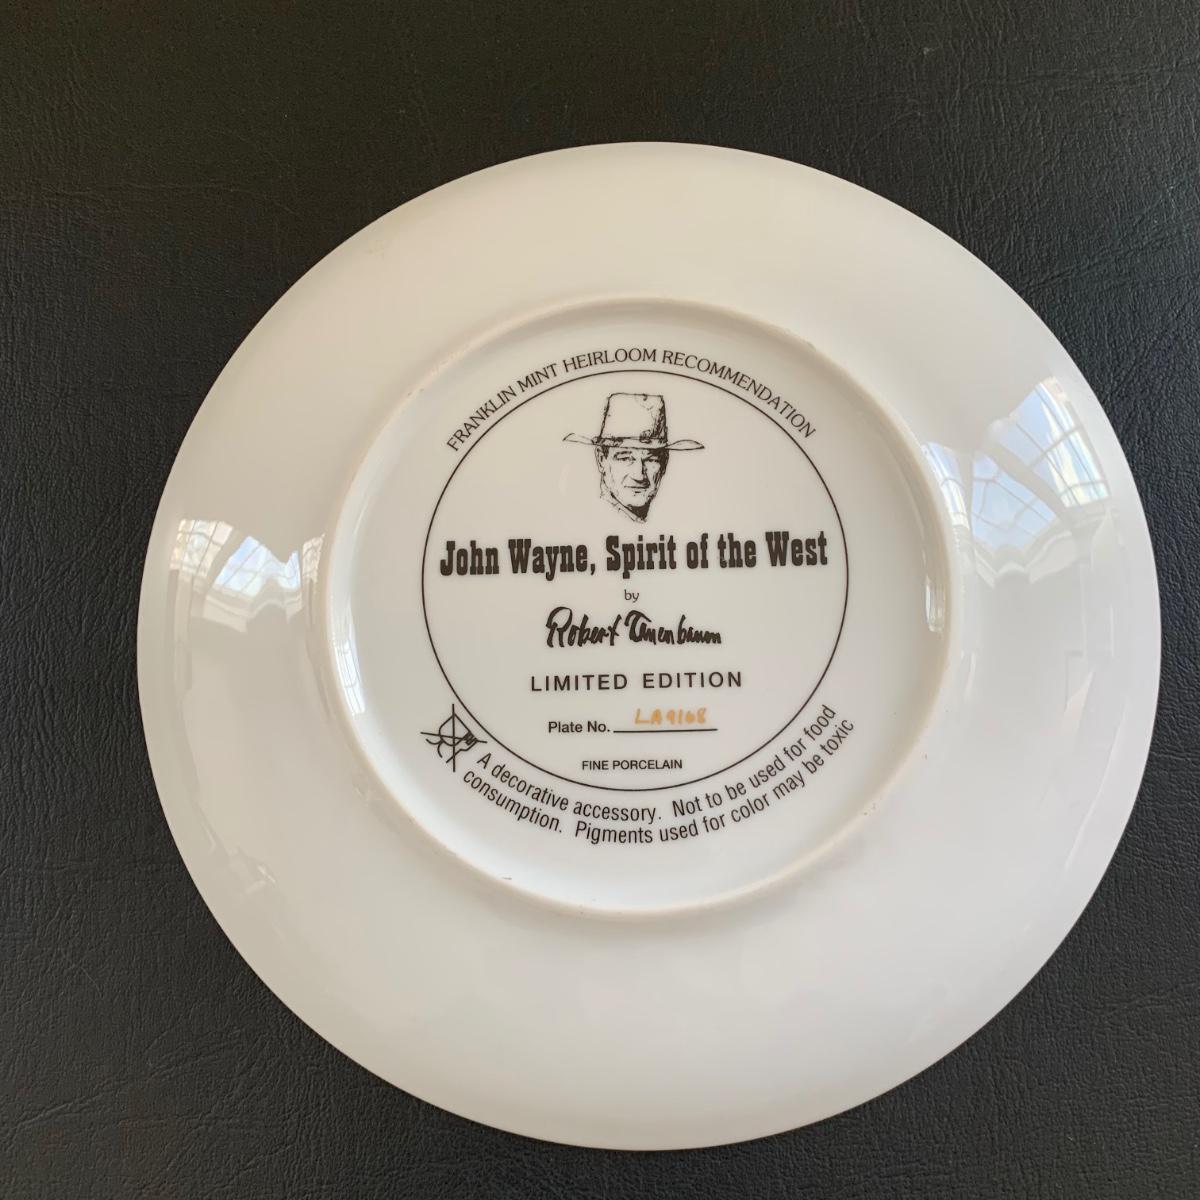 FRANKLIN MINT HEIRLOOM RECOMMENDATION
John Wayne, Spirit of the West
by
Robert Tanenbaum
LIMITED EDITION
Plate No. LA9168
FINE PORCELAIN
A decorative accessory. Not to be used for food
consumption. Pigments used for color may be toxic